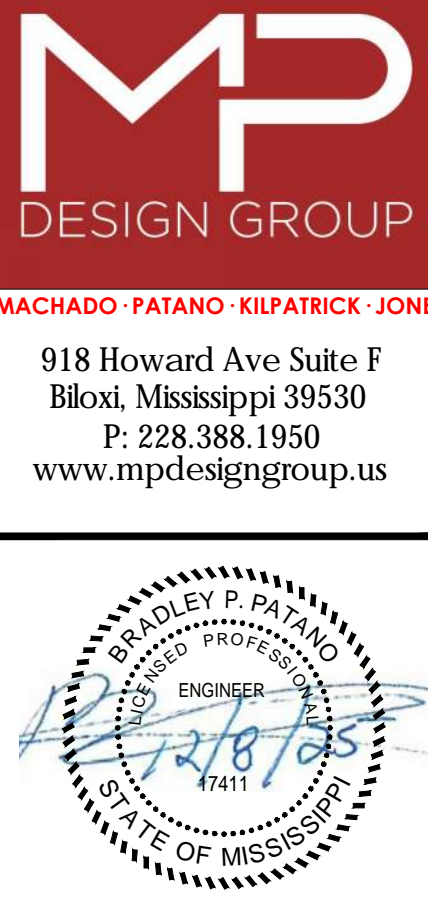 MP
DESIGN GROUP
MACHADO · PATANO · KILPATRICK · JONE
918 Howard Ave Suite F
Biloxi, Mississippi 39530
P: 228.388.1950
www.mpdesigngroup.us
BRADLEY P. PATANO
LICENSED PROFESSIONAL
ENGINEER
12/8/25
17411
STATE OF MISSISSIPPI